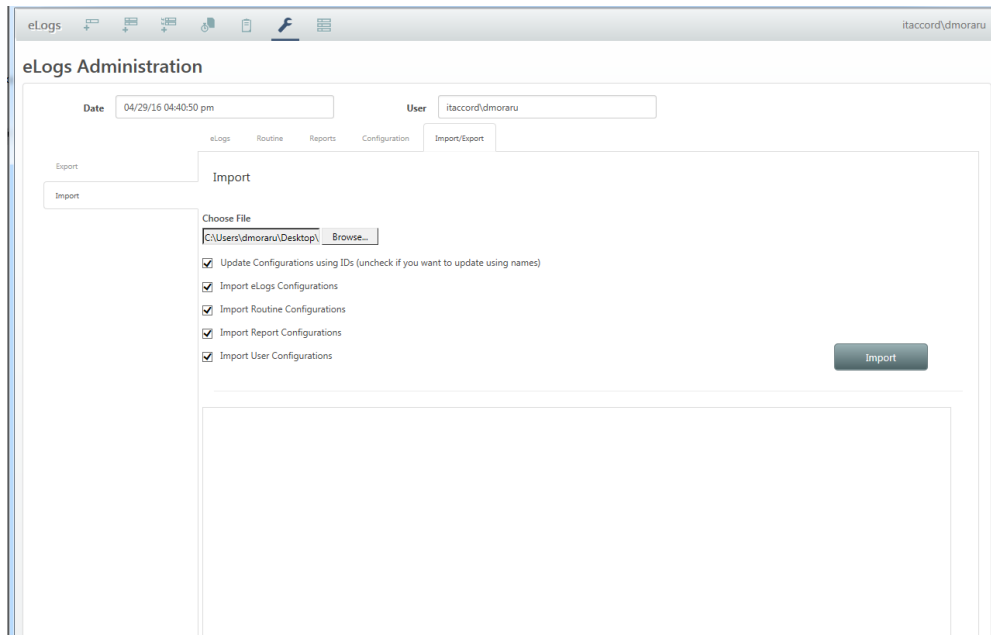 eLogs itaccord\dmoraru
eLogs Administration
Date 04/29/16 04:40:50 pm User itaccord\dmoraru
eLogs Routine Reports Configuration Import/Export
Export
Import
Import
Choose File
C:\Users\dmoraru\Desktop\ Browse...
Update Configurations using IDs (uncheck if you want to update using names)
Import eLogs Configurations
Import Routine Configurations
Import Report Configurations
Import User Configurations
Import